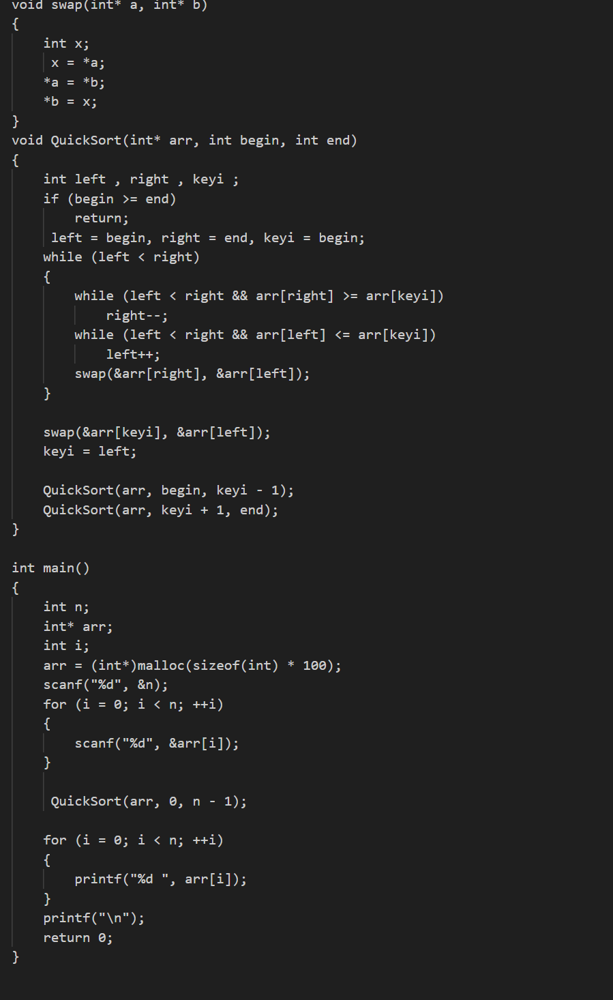 void swap(int* a, int* b)
{
    int x;
     x = *a;
    *a = *b;
    *b = x;
}
void QuickSort(int* arr, int begin, int end)
{
    int left , right , keyi ;
    if (begin >= end)
        return;
     left = begin, right = end, keyi = begin;
    while (left < right)
    {
        while (left < right && arr[right] >= arr[keyi])
            right--;
        while (left < right && arr[left] <= arr[keyi])
            left++;
        swap(&arr[right], &arr[left]);
    }

    swap(&arr[keyi], &arr[left]);
    keyi = left;

    QuickSort(arr, begin, keyi - 1);
    QuickSort(arr, keyi + 1, end);
}

int main()
{
    int n;
    int* arr;
    int i;
    arr = (int*)malloc(sizeof(int) * 100);
    scanf("%d", &n);
    for (i = 0; i < n; ++i)
    {
        scanf("%d", &arr[i]);
    }

     QuickSort(arr, 0, n - 1);

    for (i = 0; i < n; ++i)
    {
        printf("%d ", arr[i]);
    }
    printf("\n");
    return 0;
}